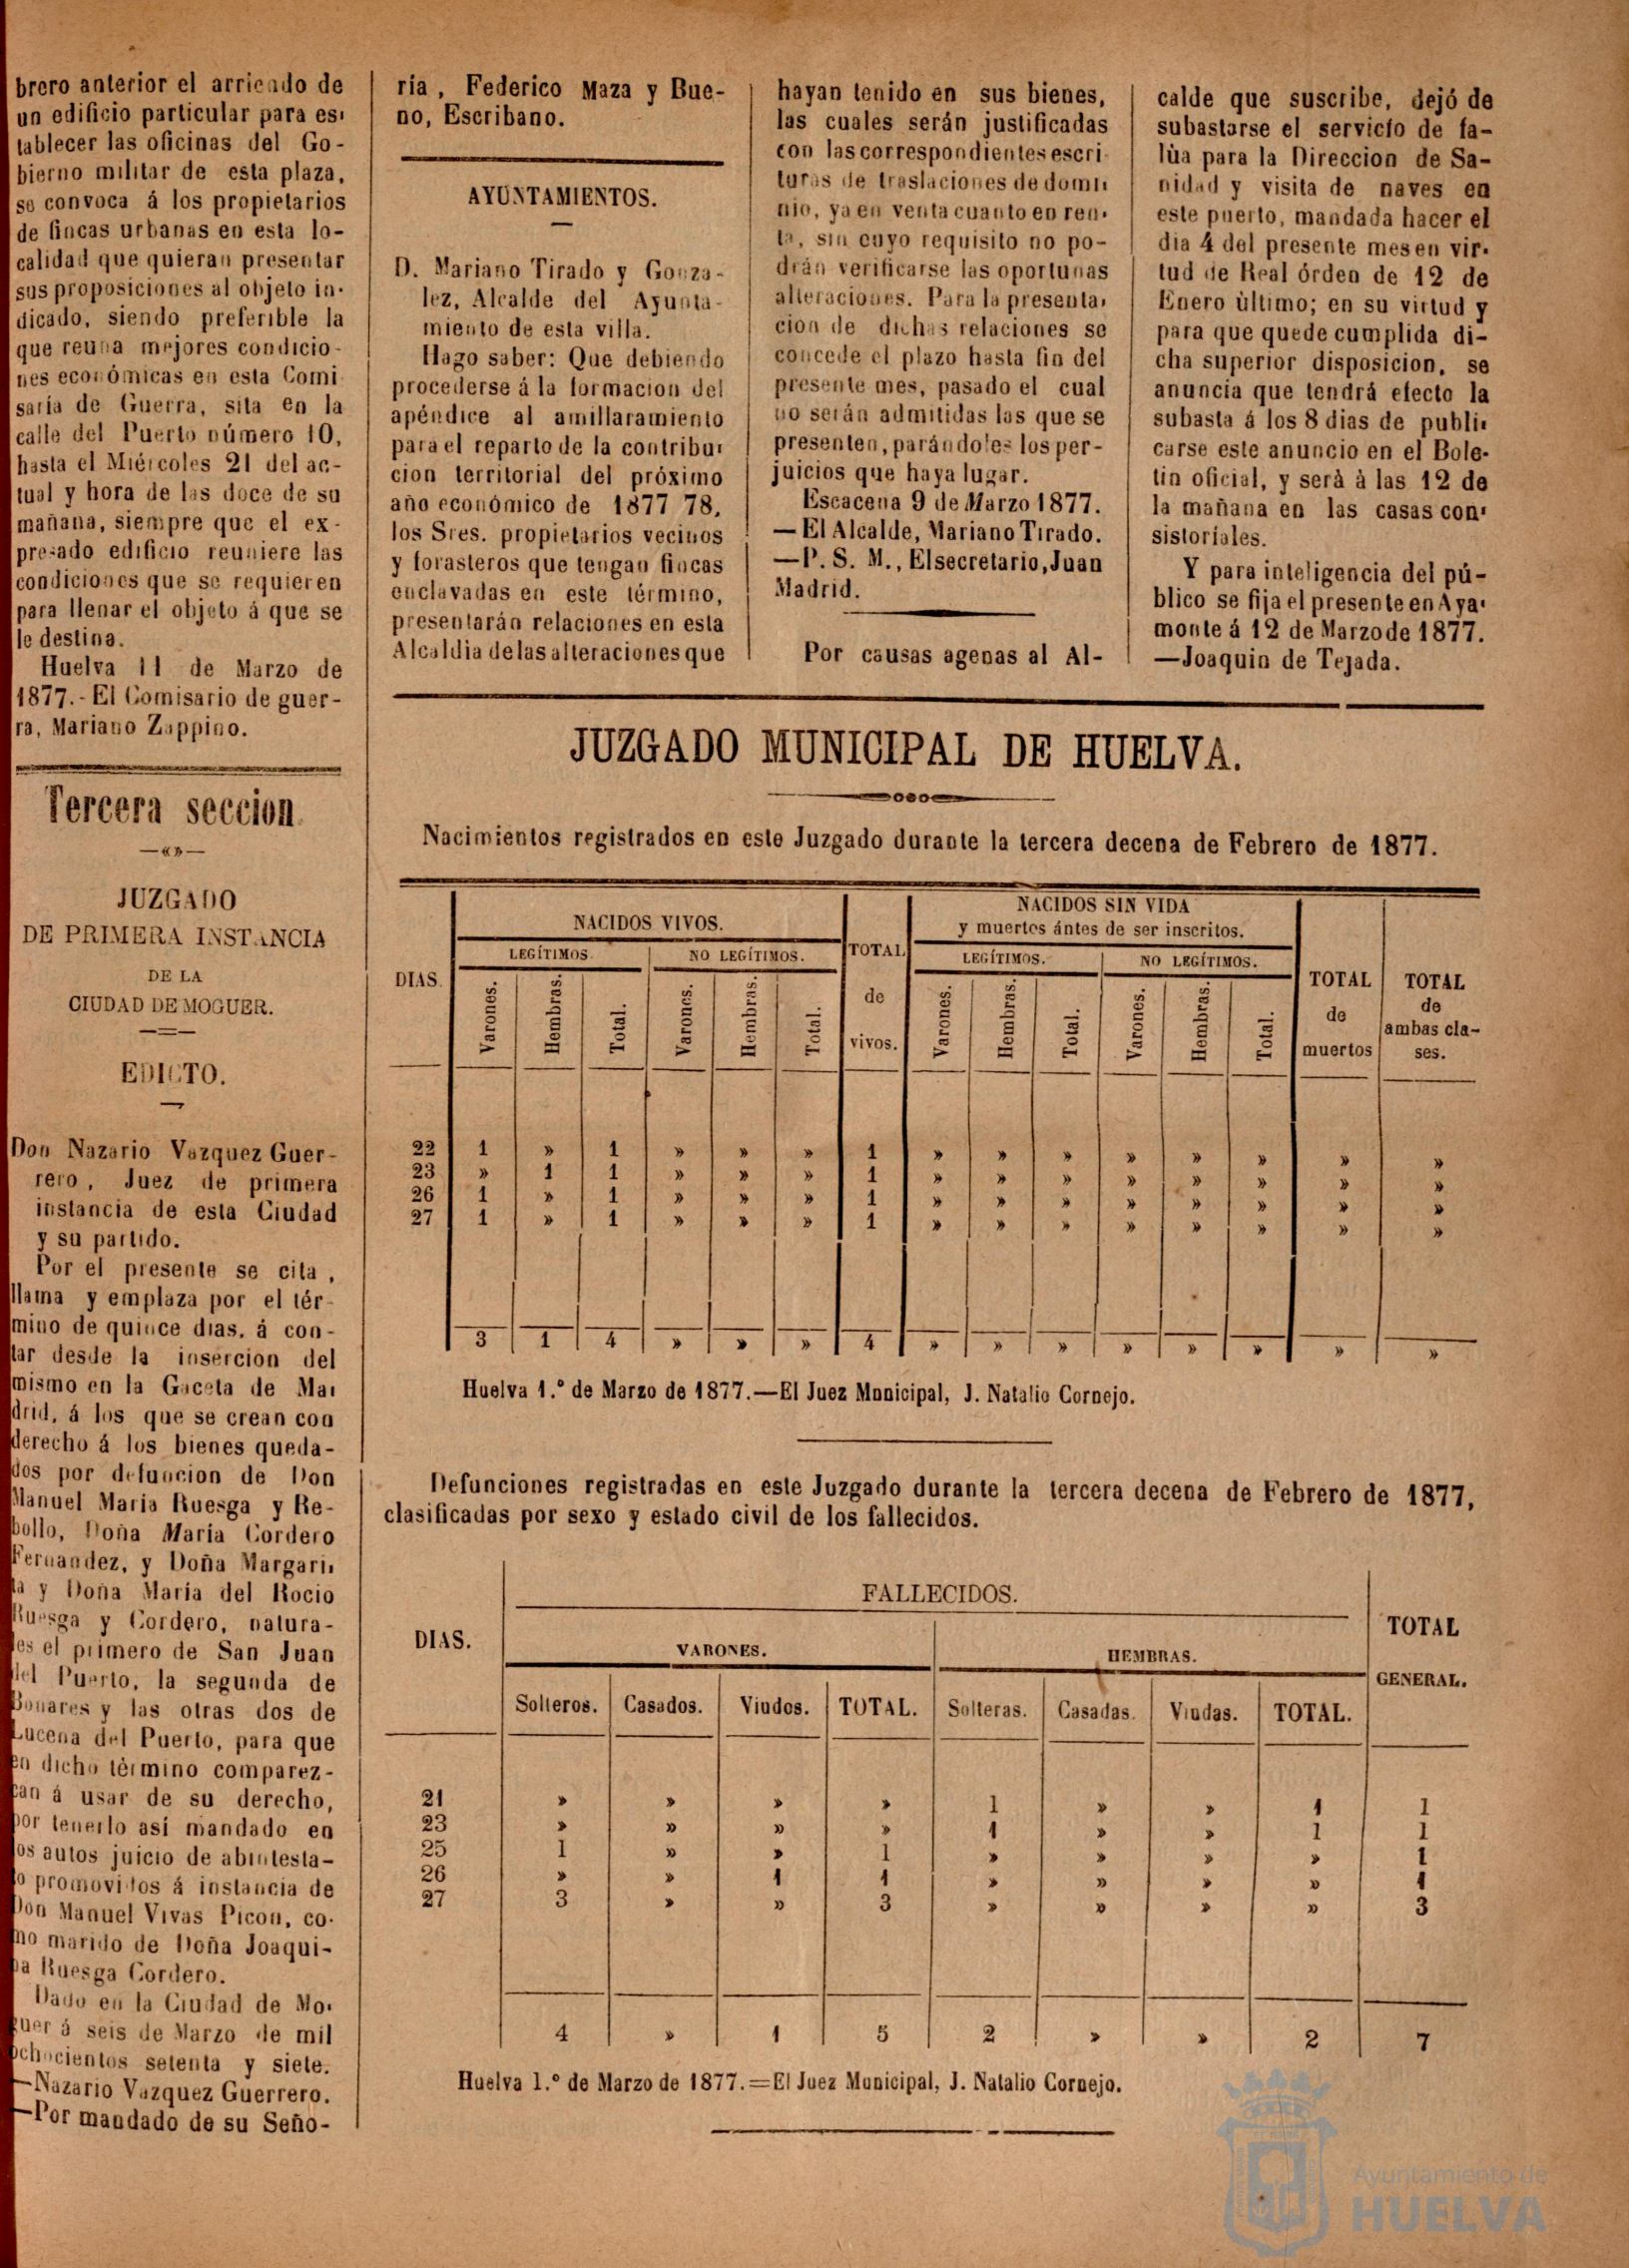 brero anterior el arriendo de
un edificio particular para es-
tablecer las oficinas del Go-
bierno militar de esta plaza,
se convoca á los propietarios
de fincas urbanas en esta lo-
calidad que quieran presentar
sus proposiciones al objeto in-
dicado, siendo preferible la
que reuna mejores condicio-
nes económicas en esta Comi
saría de Guerra, sita en la
calle del Puerto número 10,
hasta el Miércoles 21 del ac-
tual y hora de las doce de su
mañana, siempre que el ex-
presado edificio reuniere las
condiciones que se requieren
para llenar el objeto á que se
le destina.
Huelva 11 de Marzo de
1877.-El Comisario de guer-
ra, Mariano Zappino.
Tercera seccion
—«»—
JUZGADO
DE PRIMERA INSTANCIA
DE LA
CIUDAD DE MOGUER.
EDICTO.
Don Nazario Vazquez Guer-
rero, Juez de primera
instancia de esta Ciudad
y su partido.
Por el presente se cita,
llama y emplaza por el tér-
mino de quince dias. á con-
tar desde la insercion del
mismo en la Gaceta de Ma-
drid, á los que se crean con
derecho á los bienes queda-
dos por defuncion de Don
Manuel Maria Ruesga y Re-
bollo, Doña Maria Cordero
Fernandez, y Doña Margari-
ta y Doña María del Rocio
Ruesga y Cordero, natura-
les el primero de San Juan
del Puerto, la segunda de
Bonares y las otras dos de
Lucena del Puerto, para que
en dicho término comparez-
can á usar de su derecho,
por tenerlo así mandado en
los autos juicio de abintesta-
to promovidos á instancia de
Don Manuel Vivas Picon, co-
mo marido de Doña Joaqui-
na Ruesga Cordero.
Dado en la Ciudad de Mo-
guer á seis de Marzo de mil
ochocientos setenta y siete.
—Nazario Vazquez Guerrero.
—Por mandado de su Seño-
ría, Federico Maza y Bue-
no, Escribano.
AYUNTAMIENTOS.
D. Mariano Tirado y Gonza-
lez, Alcalde del Ayunta-
miento de esta villa.
Hago saber: Que debiendo
procederse á la formacion del
apéndice al amillaramiento
para el reparto de la contribu-
cion territorial del próximo
año económico de 1877 78,
los Sres. propietarios vecinos
y forasteros que tengan fincas
enclavadas en este término,
presentarán relaciones en esta
Alcaldia de las alteraciones que
hayan tenido en sus bienes,
las cuales serán justificadas
con las correspondientes escri
turas de traslaciones de domi
nio, ya en venta cuanto en ren-
ta, sin cuyo requisito no po-
drán verificarse las oportunas
alteraciones. Para la presenta-
cion de dichas relaciones se
concede el plazo hasta fin del
presente mes, pasado el cual
no serán admitidas las que se
presenten, parándoles los per-
juicios que haya lugar.
Escacena 9 de Marzo 1877.
—El Alcalde, Mariano Tirado.
—P. S. M., El secretario, Juan
Madrid.
Por causas agenas al Al-
calde que suscribe, dejó de
subastarse el servicio de fa-
lùa para la Direccion de Sa-
nidad y visita de naves en
este puerto, mandada hacer el
dia 4 del presente mes en vir-
tud de Real órden de 12 de
Enero ùltimo; en su virtud y
para que quede cumplida di-
cha superior disposicion, se
anuncia que tendrá efecto la
subasta á los 8 dias de publi-
carse este anuncio en el Bole-
tin oficial, y serà à las 12 de
la mañana en las casas con-
sistoriales.
Y para inteligencia del pú-
blico se fija el presente en Aya-
monte á 12 de Marzo de 1877.
—Joaquin de Tejada.
JUZGADO MUNICIPAL DE HUELVA.
Nacimientos registrados en este Juzgado durante la tercera decena de Febrero de 1877.
DIAS. NACIDOS VIVOS. TOTAL de vivos. NACIDOS SIN VIDA y muertos ántes de ser inscritos. TOTAL de muertos TOTAL de ambas cla-ses.
LEGÍTIMOS NO LEGÍTIMOS. LEGÍTIMOS. NO LEGÍTIMOS.
Varones. Hembras. Total. Varones. Hembras. Total. Varones. Hembras. Total. Varones. Hembras. Total.
22 1 » 1 » » » 1 » » » » » » » »
23 » 1 1 » » » 1 » » » » » » » »
26 1 » 1 » » » 1 » » » » » » » »
27 1 » 1 » » » 1 » » » » » » » »
3 1 4 » » » 4 » » » » » » » »
Huelva 1.° de Marzo de 1877.—El Juez Municipal, J. Natalio Cornejo.
Defunciones registradas en este Juzgado durante la tercera decena de Febrero de 1877,
clasificadas por sexo y estado civil de los fallecidos.
DIAS. FALLECIDOS. TOTAL GENERAL.
VARONES. HEMBRAS.
Solteros. Casados. Viudos. TOTAL. Solteras. Casadas. Viudas. TOTAL.
21 » » » » 1 » » 1 1
23 » » » » 1 » » 1 1
25 1 » » 1 » » » » 1
26 » » 1 1 » » » » 1
27 3 » » 3 » » » » 3
4 » 1 5 2 » » 2 7
Huelva 1.° de Marzo de 1877.=El Juez Municipal, J. Natalio Cornejo.
Ayuntamiento de
HUELVA